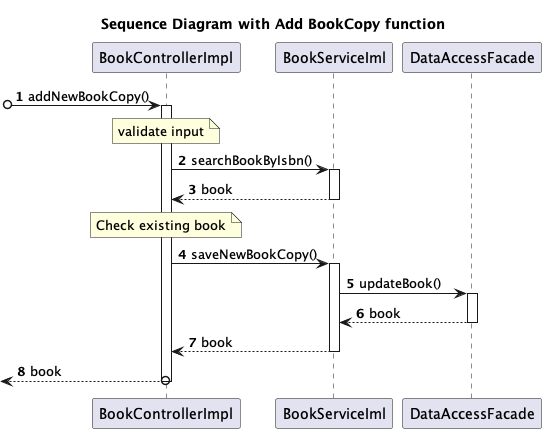 Sequence Diagram with Add BookCopy function
BookControllerImpl BookServiceIml DataAccessFacade
1 addNewBookCopy()
validate input
2 searchBookByIsbn()
3 book
Check existing book
4 saveNewBookCopy()
5 updateBook()
6 book
7 book
8 book
BookControllerImpl BookServiceIml DataAccessFacade